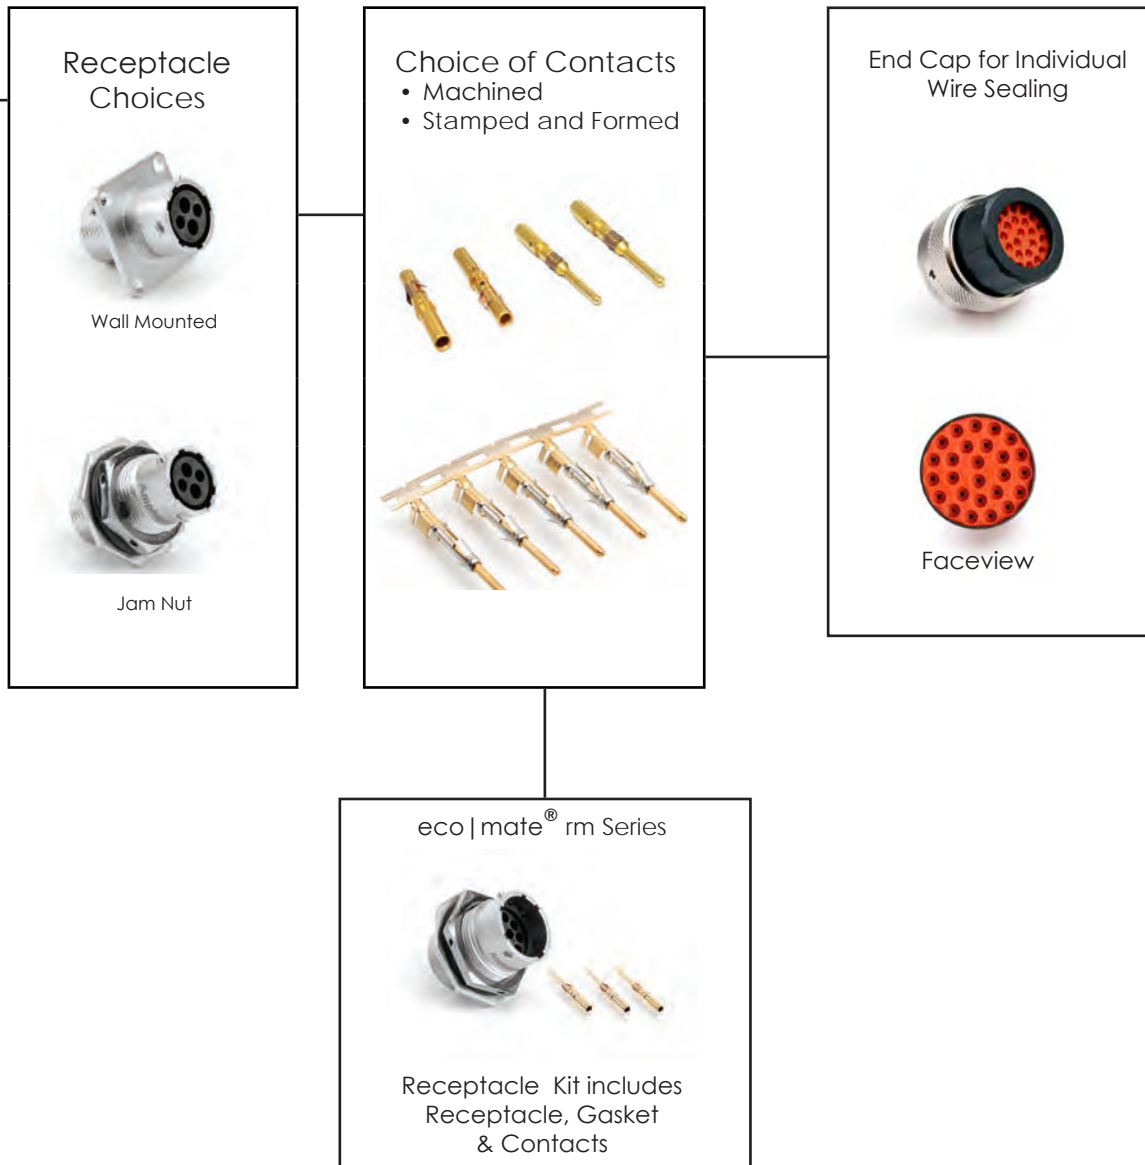 Receptacle
Choices
Wall Mounted
Jam Nut
Choice of Contacts
• Machined
• Stamped and Formed
End Cap for Individual
Wire Sealing
Faceview
eco|mate® rm Series
Receptacle Kit includes
Receptacle, Gasket
& Contacts